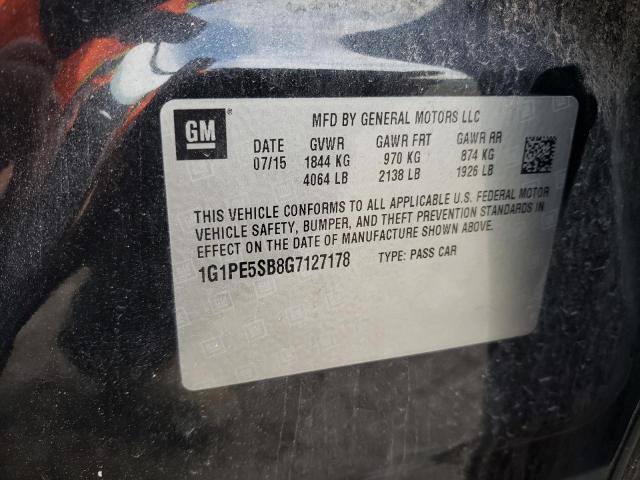 GM
MFD BY GENERAL MOTORS LLC
DATE GVWR GAWR FRT GAWR RR
07/15 1844 KG 970 KG 874 KG
4064 LB 2138 LB 1926 LB
THIS VEHICLE CONFORMS TO ALL APPLICABLE U.S. FEDERAL MOTOR
VEHICLE SAFETY, BUMPER, AND THEFT PREVENTION STANDARDS IN
EFFECT ON THE DATE OF MANUFACTURE SHOWN ABOVE.
1G1PE5SB8G7127178 TYPE: PASS CAR